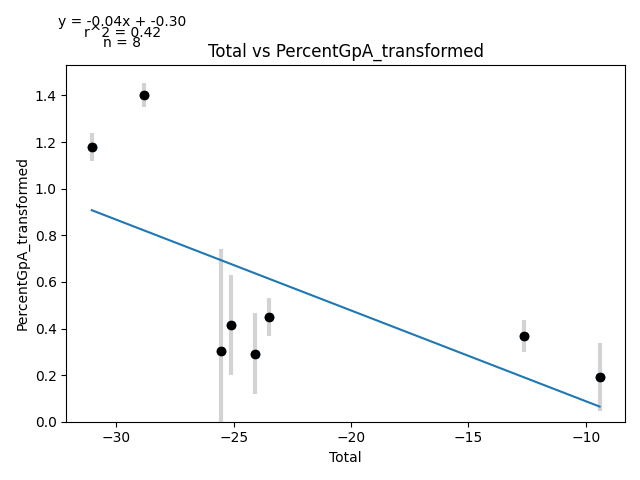 y = -0.04x + -0.30
r^2 = 0.42
n = 8
Total vs PercentGpA_transformed
PercentGpA_transformed
1.4
1.2
1.0
0.8
0.6
0.4
0.2
0.0
−30
−25
−20
−15
−10
Total